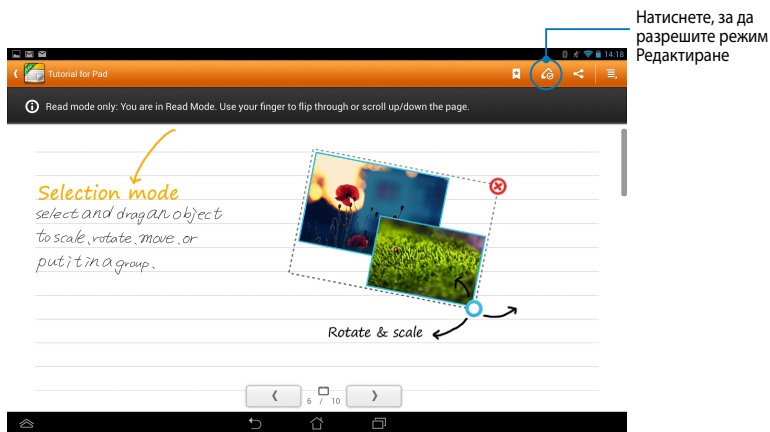 Натиснете, за да
разрешите режим
Редактиране
14:18
Tutorial for Pad
Read mode only: You are in Read Mode. Use your finger to flip through or scroll up/down the page.
Selection mode
select and drag an object
to scale, rotate, move, or
put it in a group.
Rotate & scale
6 / 10